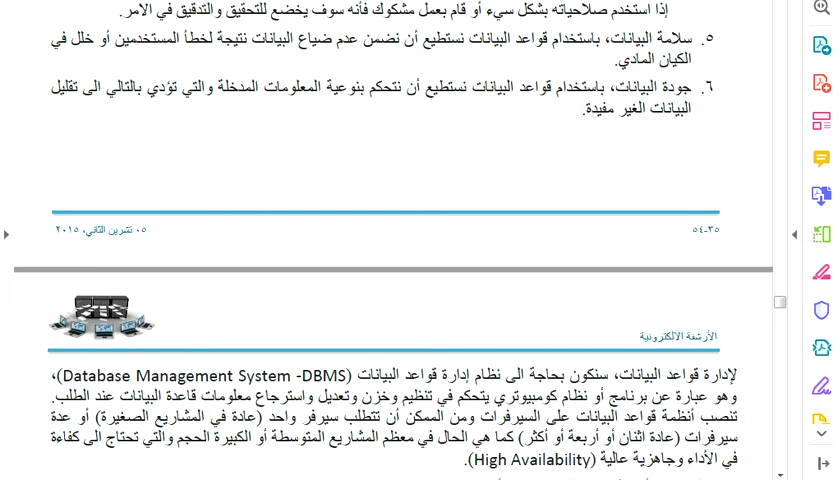 إذا استخدم صلاحياته بشكل سيء أو قام بعمل مشكوك فأنه سوف يخضع للتحقيق والتدقيق في الامر.
٥. سلامة البيانات، باستخدام قواعد البيانات نستطيع أن نضمن عدم ضياع البيانات نتيجة لخطأ المستخدمين أو خلل في
الكيان المادي.
٦. جودة البيانات، باستخدام قواعد البيانات نستطيع أن نتحكم بنوعية المعلومات المدخلة والتي تؤدي بالتالي الى تقليل
البيانات الغير مفيدة.
٥٤-٣٥
٠٥ تشرين الثاني، ٢٠١٥
الأرشفة الالكترونية
لإدارة قواعد البيانات، سنكون بحاجة الى نظام إدارة قواعد البيانات (Database Management System -DBMS)،
وهو عبارة عن برنامج أو نظام كومبيوتري يتحكم في تنظيم وخزن وتعديل واسترجاع معلومات قاعدة البيانات عند الطلب.
تنصب أنظمة قواعد البيانات على السيرفرات ومن الممكن أن تتطلب سيرفر واحد (عادة في المشاريع الصغيرة) أو عدة
سيرفرات (عادة اثنان أو أربعة أو أكثر) كما هي الحال في معظم المشاريع المتوسطة أو الكبيرة الحجم والتي تحتاج الى كفاءة
في الأداء وجاهزية عالية (High Availability).